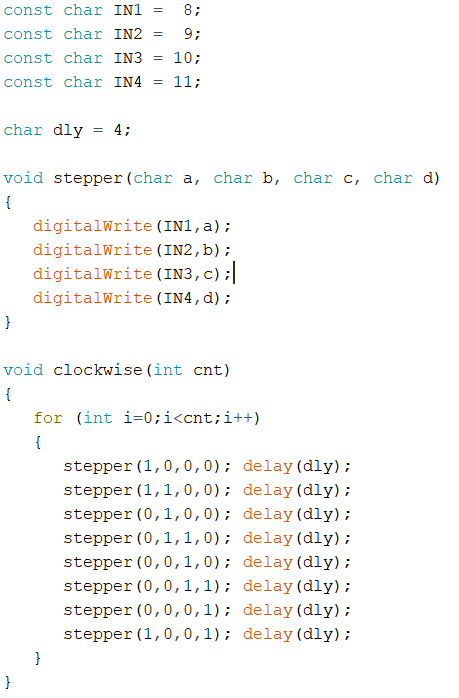 const char IN1 =  8;
const char IN2 =  9;
const char IN3 = 10;
const char IN4 = 11;

char dly = 4;

void stepper(char a, char b, char c, char d)
{
   digitalWrite(IN1,a);
   digitalWrite(IN2,b);
   digitalWrite(IN3,c);
   digitalWrite(IN4,d);
}

void clockwise(int cnt)
{
   for (int i=0;i<cnt;i++)
   {
      stepper(1,0,0,0); delay(dly);
      stepper(1,1,0,0); delay(dly);
      stepper(0,1,0,0); delay(dly);
      stepper(0,1,1,0); delay(dly);
      stepper(0,0,1,0); delay(dly);
      stepper(0,0,1,1); delay(dly);
      stepper(0,0,0,1); delay(dly);
      stepper(1,0,0,1); delay(dly);
   }
}